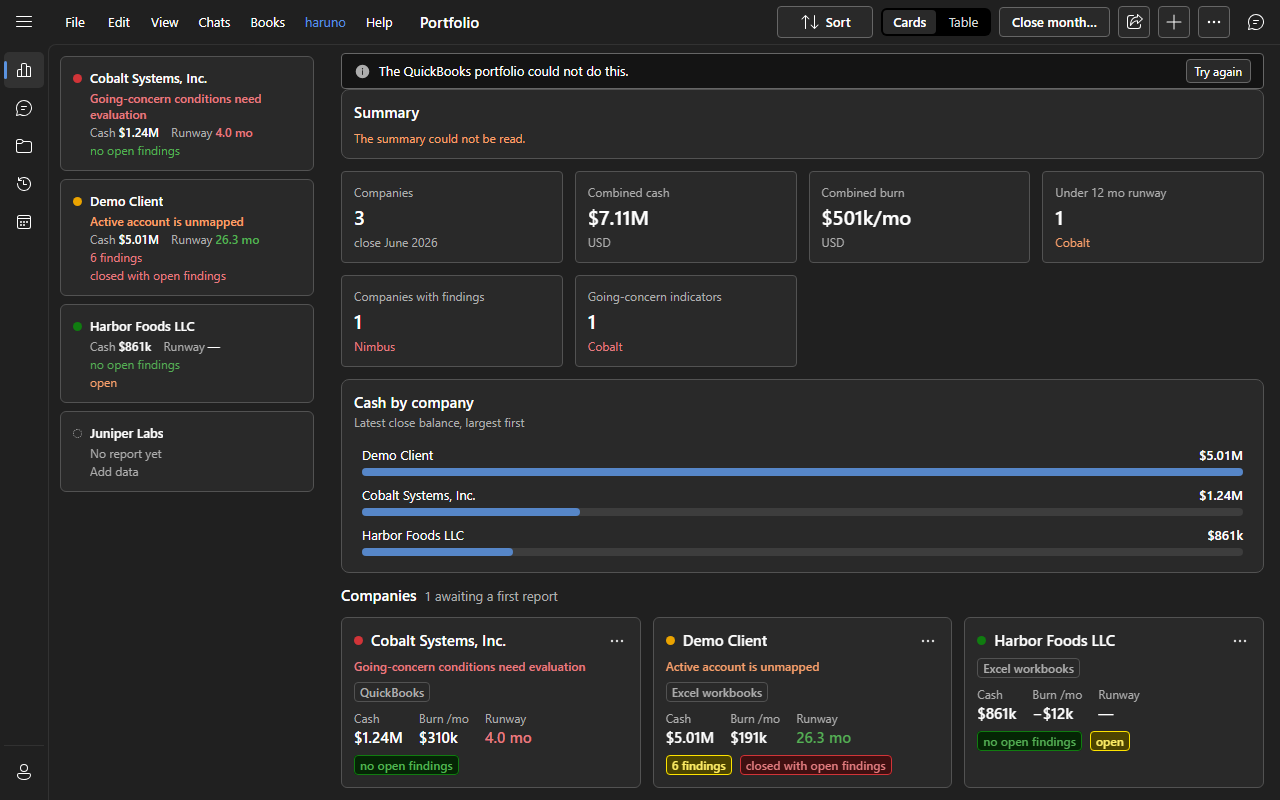 File Edit View Chats Books haruno Help Portfolio Sort Cards Table Close month...
Cobalt Systems, Inc.
Going-concern conditions need
evaluation
Cash $1.24M Runway 4.0 mo
no open findings
Demo Client
Active account is unmapped
Cash $5.01M Runway 26.3 mo
6 findings
closed with open findings
Harbor Foods LLC
Cash $861k Runway —
no open findings
open
Juniper Labs
No report yet
Add data
The QuickBooks portfolio could not do this. Try again
Summary
The summary could not be read.
Companies
3
close June 2026
Combined cash
$7.11M
USD
Combined burn
$501k/mo
USD
Under 12 mo runway
1
Cobalt
Companies with findings
1
Nimbus
Going-concern indicators
1
Cobalt
Cash by company
Latest close balance, largest first
Demo Client $5.01M
Cobalt Systems, Inc. $1.24M
Harbor Foods LLC $861k
Companies 1 awaiting a first report
Cobalt Systems, Inc.
Going-concern conditions need evaluation
QuickBooks
Cash Burn /mo Runway
$1.24M $310k 4.0 mo
no open findings
Demo Client
Active account is unmapped
Excel workbooks
Cash Burn /mo Runway
$5.01M $191k 26.3 mo
6 findings closed with open findings
Harbor Foods LLC
Excel workbooks
Cash Burn /mo Runway
$861k −$12k —
no open findings open